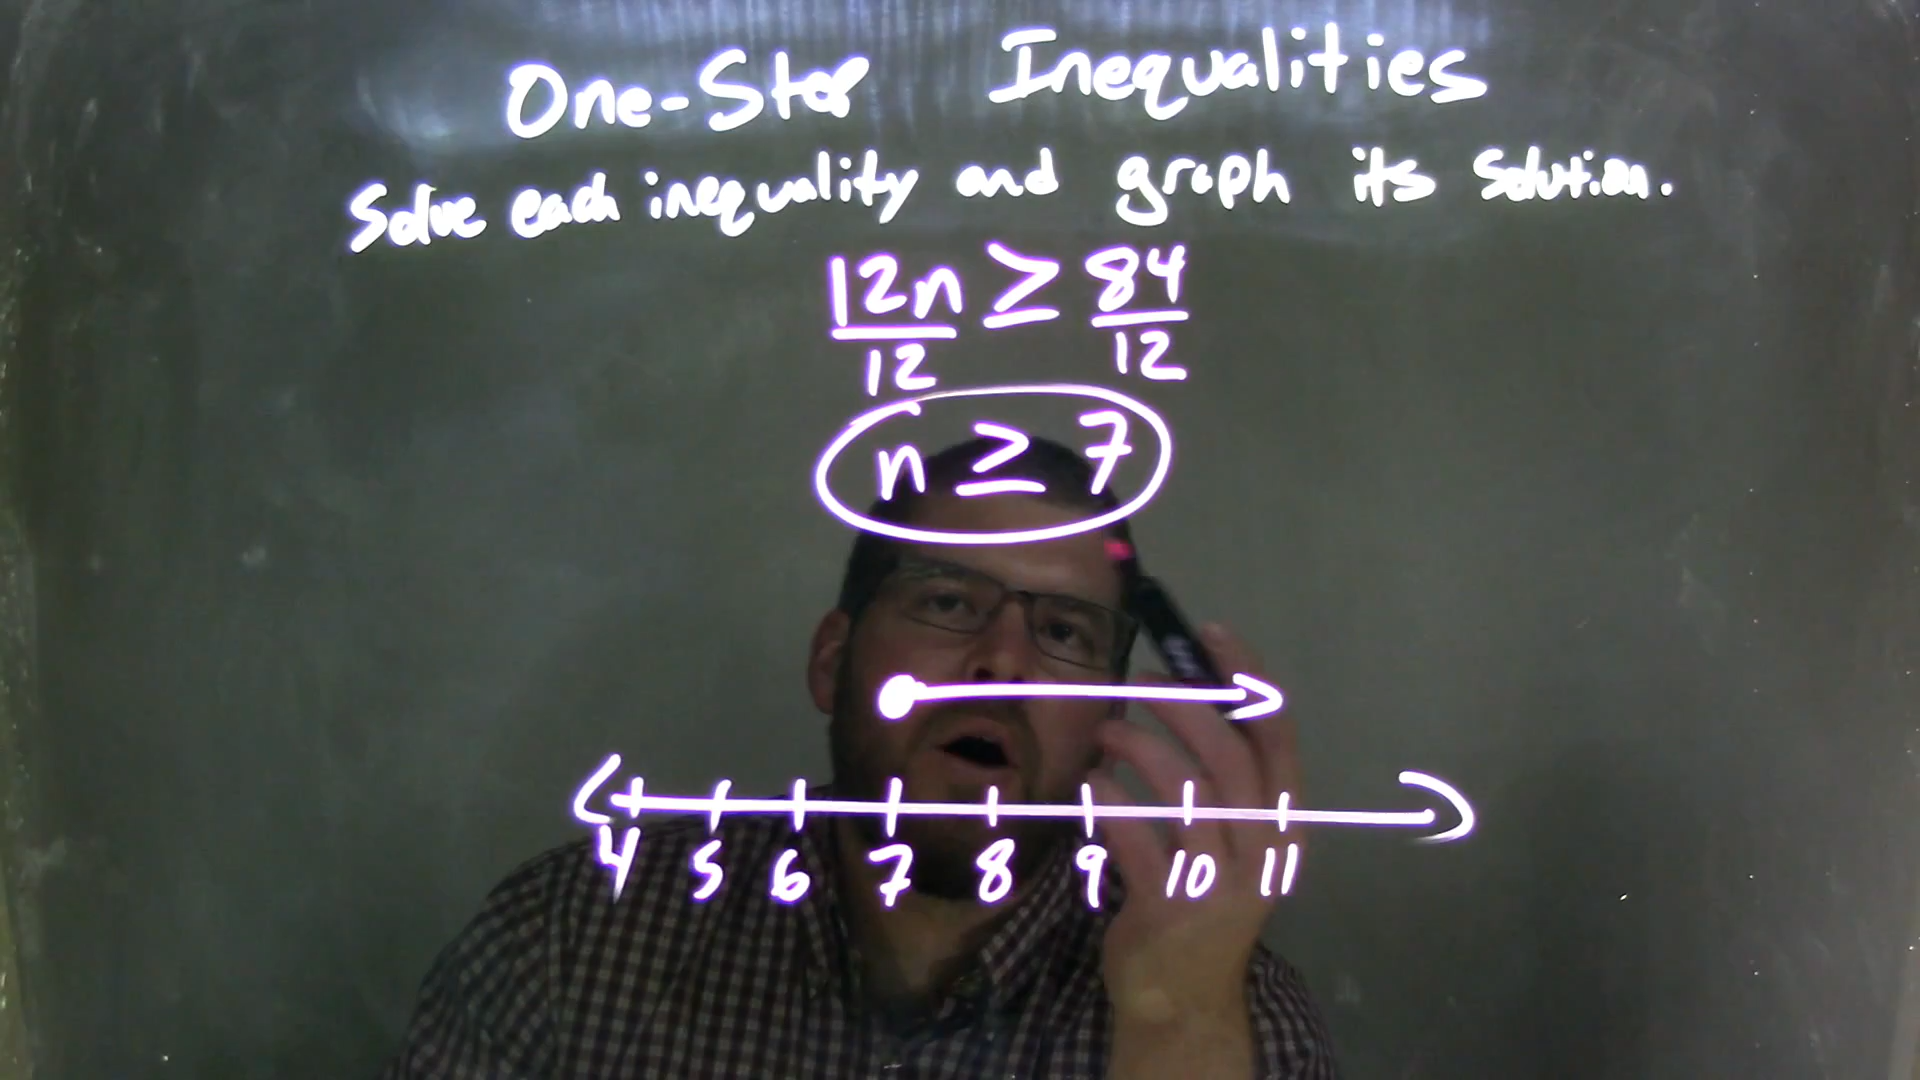 One-Step Inequalities
Solve each inequality and graph its solution.
12n ≥ 84
12 12
n ≥ 7
4 5 6 7 8 9 10 11